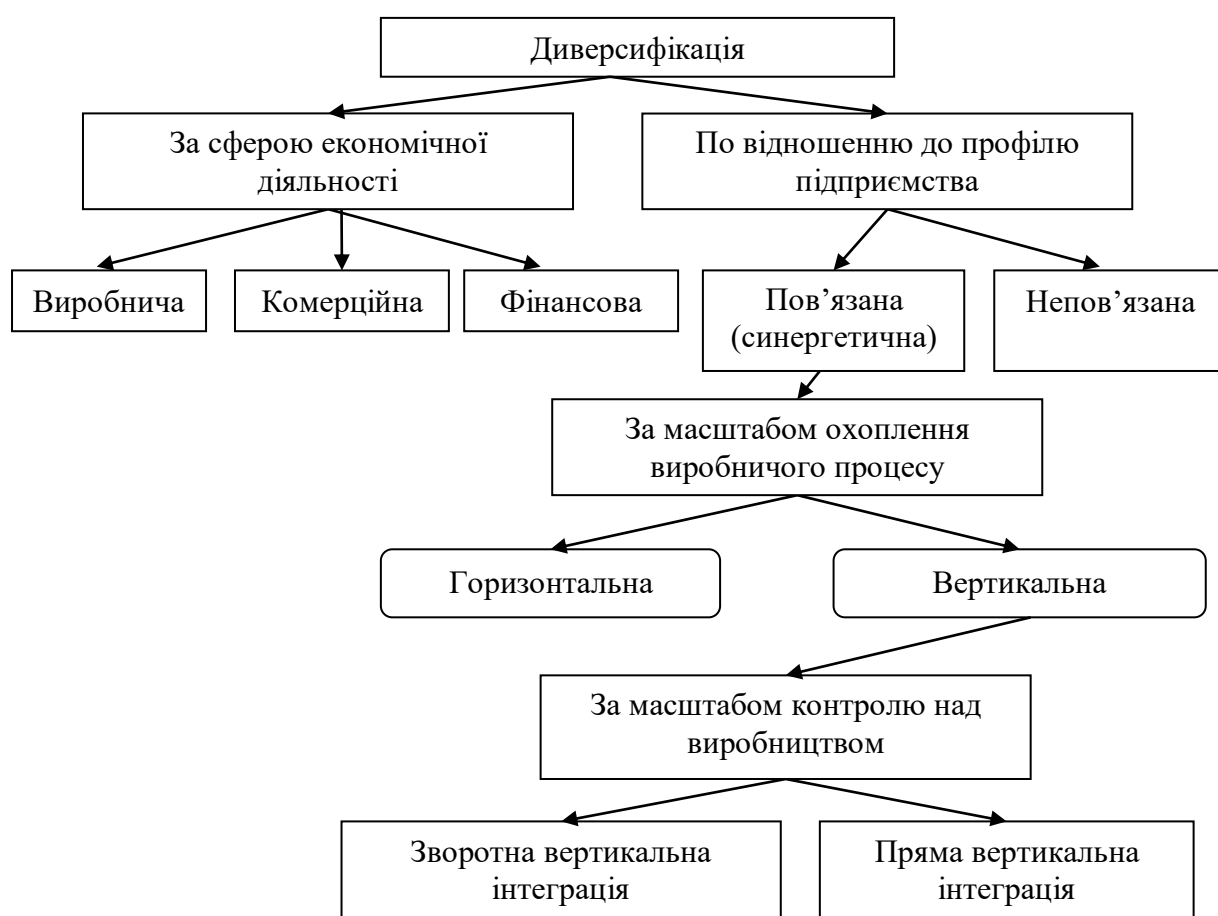 Диверсифікація
За сферою економічної
діяльності
По відношенню до профілю
підприємства
Виробнича
Комерційна
Фінансова
Пов’язана
(синергетична)
Непов’язана
За масштабом охоплення
виробничого процесу
Горизонтальна
Вертикальна
За масштабом контролю над
виробництвом
Зворотна вертикальна
інтеграція
Пряма вертикальна
інтеграція